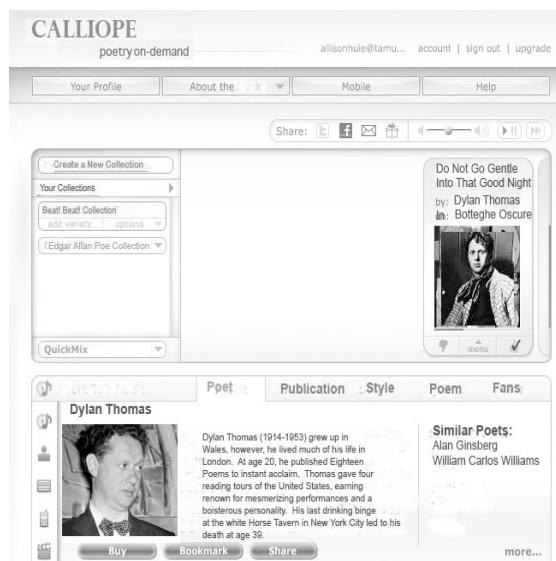 CALLIOPE
poetry on-demand
allisonhule@tamu... account | sign out | upgrade
Your Profile
About the
Mobile
Help
Share:
Create a New Collection
Your Collections
Beat! Beat! Collection
add variety... options
Edgar Allan Poe Collection
QuickMix
Do Not Go Gentle
Into That Good Night
by: Dylan Thomas
in: Botteghe Oscure
menu
Poet
Publication
Style
Poem
Fans
Dylan Thomas
Dylan Thomas (1914-1953) grew up in
Wales, however, he lived much of his life in
London. At age 20, he published Eighteen
Poems to instant acclaim. Thomas gave four
reading tours of the United States, earning
renown for mesmerizing performances and a
boisterous personality. His last drinking binge
at the white Horse Tavern in New York City led to his
death at age 39.
Similar Poets:
Alan Ginsberg
William Carlos Williams
Buy
Bookmark
Share
more...